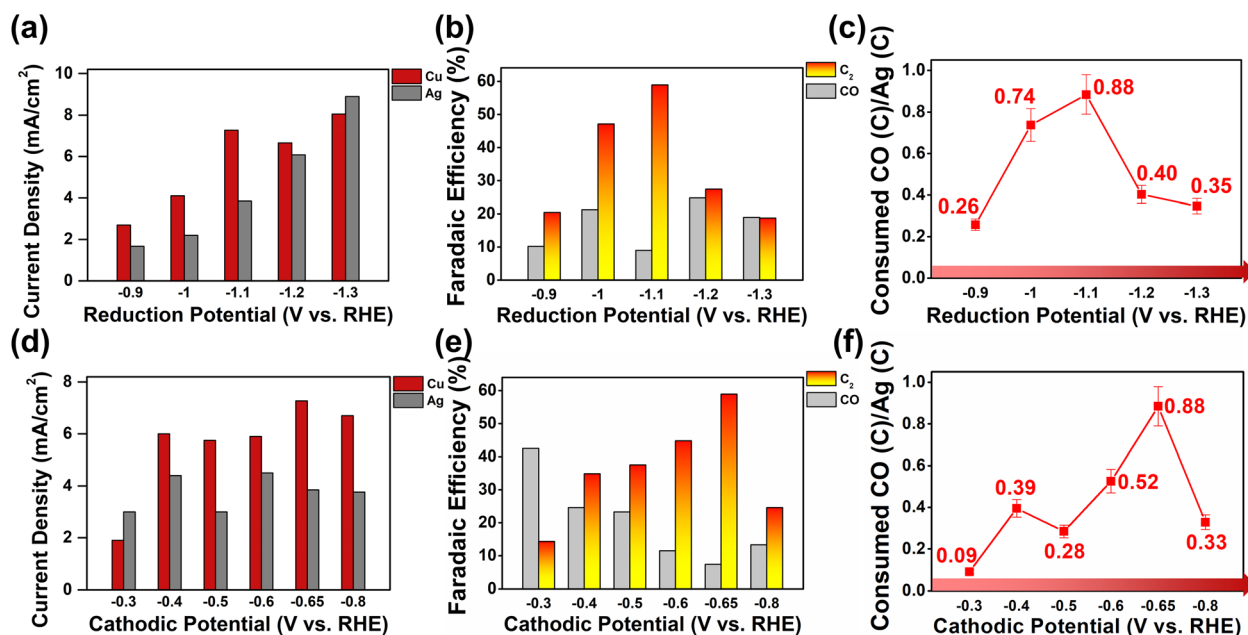 (a)
Current Density (mA/cm²)
10
8
6
4
2
0
Cu
Ag
-0.9 -1 -1.1 -1.2 -1.3
Reduction Potential (V vs. RHE)
(b)
Faradaic Efficiency (%)
60
50
40
30
20
10
0
C₂
CO
-0.9 -1 -1.1 -1.2 -1.3
Reduction Potential (V vs. RHE)
(c)
Consumed CO (C)/Ag (C)
1.0
0.8
0.6
0.4
0.2
0.0
0.26
0.74
0.88
0.40
0.35
-0.9 -1 -1.1 -1.2 -1.3
Reduction Potential (V vs. RHE)
(d)
Current Density (mA/cm²)
8
6
4
2
0
Cu
Ag
-0.3 -0.4 -0.5 -0.6 -0.65 -0.8
Cathodic Potential (V vs. RHE)
(e)
Faradaic Efficiency (%)
60
50
40
30
20
10
0
C₂
CO
-0.3 -0.4 -0.5 -0.6 -0.65 -0.8
Cathodic Potential (V vs. RHE)
(f)
Consumed CO (C)/Ag (C)
1.0
0.8
0.6
0.4
0.2
0.0
0.09
0.39
0.28
0.52
0.88
0.33
-0.3 -0.4 -0.5 -0.6 -0.65 -0.8
Cathodic Potential (V vs. RHE)